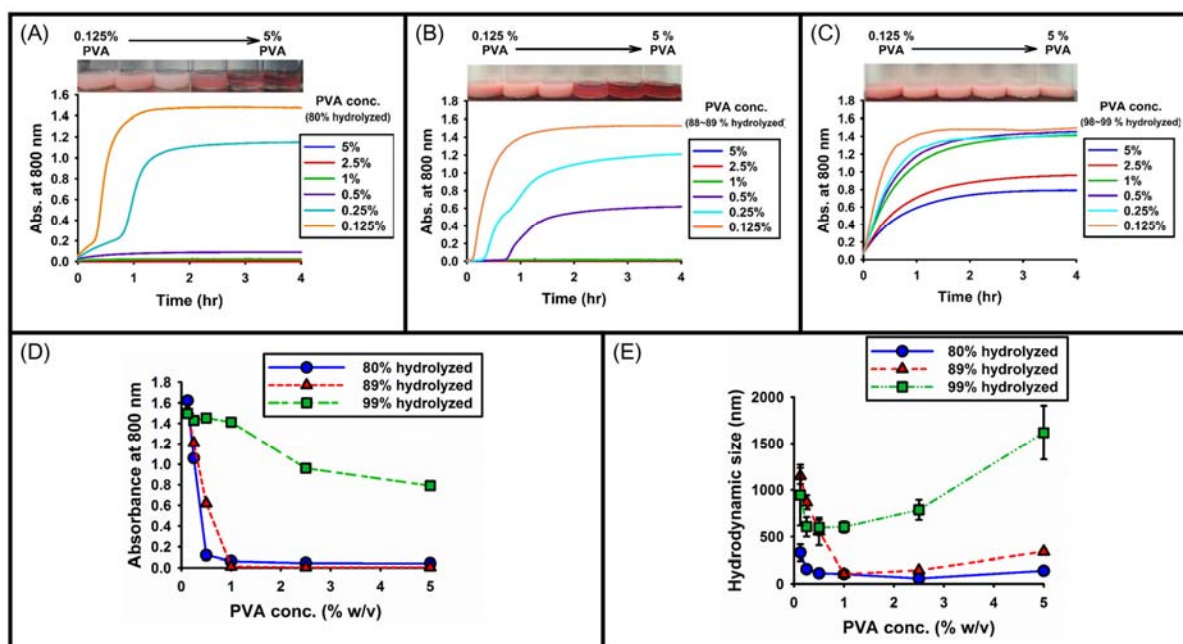 (A)
0.125%
PVA
5%
PVA
1.6
1.4
1.2
1.0
0.8
0.6
0.4
0.2
0.0
Abs. at 800 nm
0
1
2
3
4
Time (hr)
PVA conc.
(80% hydrolyzed)
5%
2.5%
1%
0.5%
0.25%
0.125%
(B)
0.125 %
PVA
5 %
PVA
1.8
1.6
1.4
1.2
1.0
0.8
0.6
0.4
0.2
0.0
Abs. at 800 nm
0
1
2
3
4
Time (hr)
PVA conc.
(88~89 % hydrolyzed)
5%
2.5%
1%
0.5%
0.25%
0.125%
(C)
0.125 %
PVA
5 %
PVA
1.8
1.6
1.4
1.2
1.0
0.8
0.6
0.4
0.2
0.0
Abs. at 800 nm
0
1
2
3
4
Time (hr)
PVA conc.
(98~99 % hydrolyzed)
5%
2.5%
1%
0.5%
0.25%
0.125%
(D)
80% hydrolyzed
89% hydrolyzed
99% hydrolyzed
1.8
1.6
1.4
1.2
1.0
0.8
0.6
0.4
0.2
0.0
Absorbance at 800 nm
0
1
2
3
4
5
PVA conc. (% w/v)
(E)
80% hydrolyzed
89% hydrolyzed
99% hydrolyzed
2000
1500
1000
500
0
Hydrodynamic size (nm)
0
1
2
3
4
5
PVA conc. (% w/v)